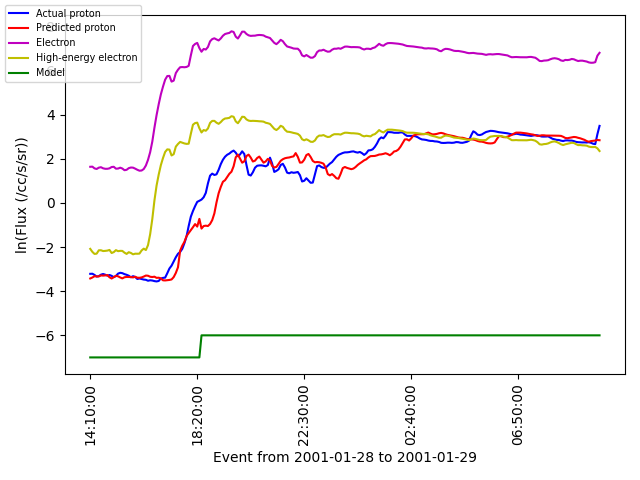 Actual proton
Predicted proton
Electron
High-energy electron
Model
4
2
0
−2
−4
−6
ln(Flux (/cc/s/sr))
14:10:00
18:20:00
22:30:00
02:40:00
06:50:00
Event from 2001-01-28 to 2001-01-29